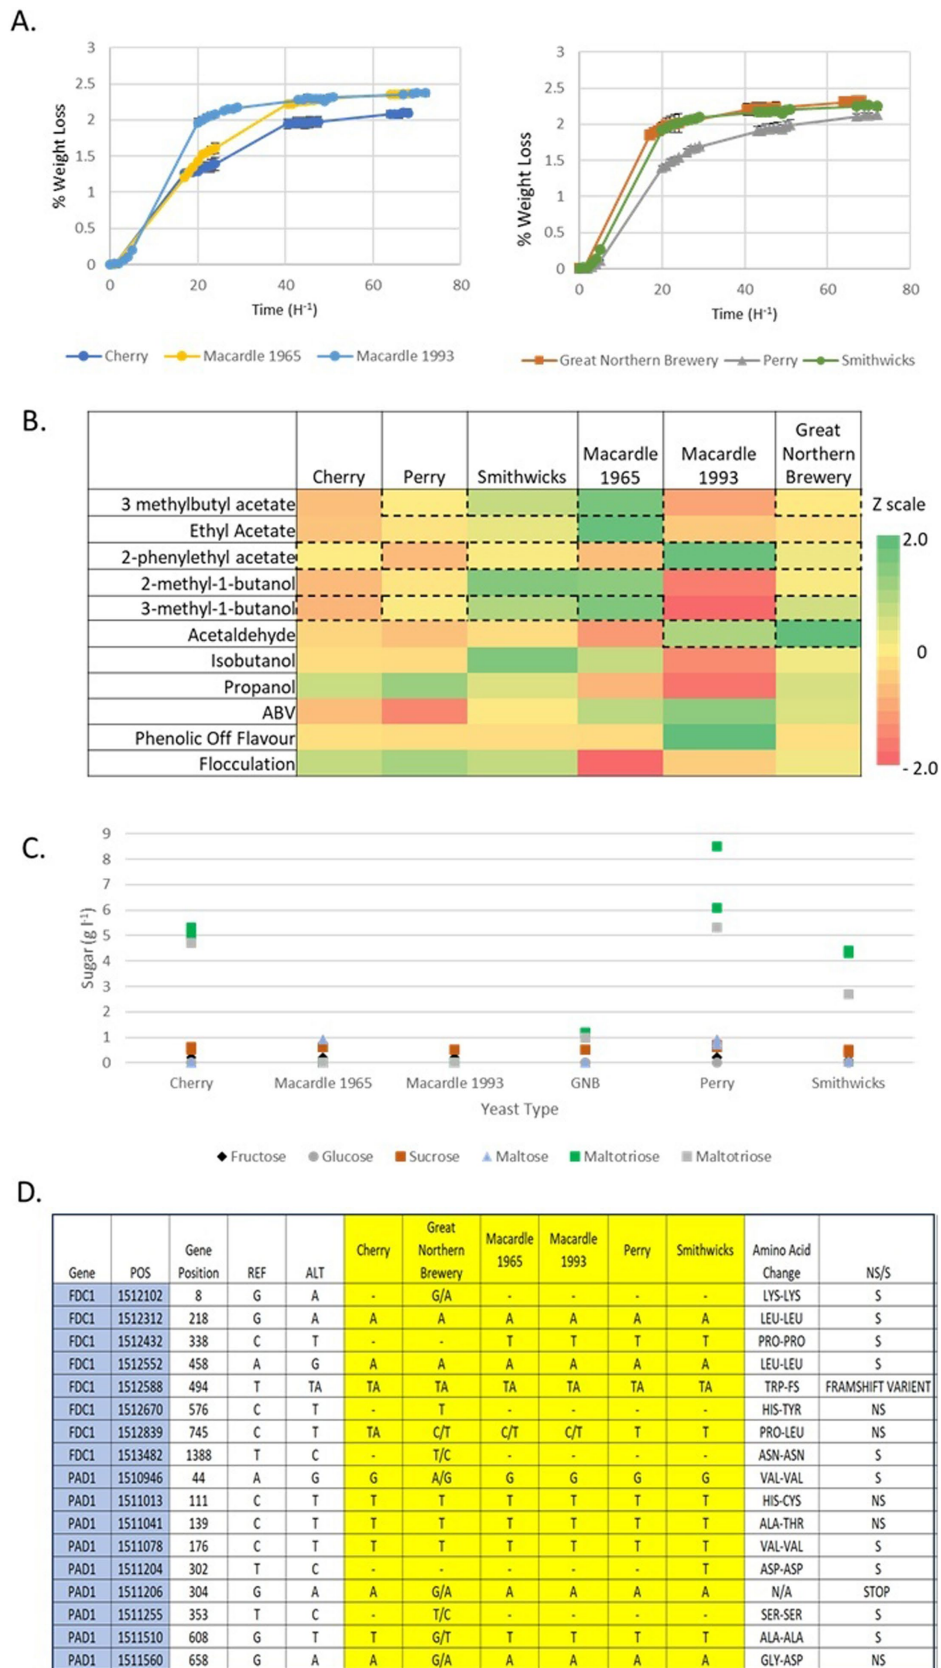 A.
3
2.5
2
1.5
1
0.5
0
% Weight Loss
0 20 40 60 80
Time (H-1)
Cherry Macardle 1965 Macardle 1993
3
2.5
2
1.5
1
0.5
0
% Weight Loss
0 20 40 60 80
Time (H-1)
Great Northern Brewery Perry Smithwicks
B.
Cherry Perry Smithwicks Macardle 1965 Macardle 1993 Great Northern Brewery
3 methylbutyl acetate
Ethyl Acetate
2-phenylethyl acetate
2-methyl-1-butanol
3-methyl-1-butanol
Acetaldehyde
Isobutanol
Propanol
ABV
Phenolic Off Flavour
Flocculation
Z scale
2.0
0
- 2.0
C.
9
8
7
6
5
4
3
2
1
0
Sugar (g l-1)
Cherry Macardle 1965 Macardle 1993 GNB Perry Smithwicks
Yeast Type
Fructose Glucose Sucrose Maltose Maltotriose Maltotriose
D.
Gene POS Gene Position REF ALT Cherry Great Northern Brewery Macardle 1965 Macardle 1993 Perry Smithwicks Amino Acid Change NS/S
FDC1 1512102 8 G A - G/A - - - - LYS-LYS S
FDC1 1512312 218 G A A A A A A A LEU-LEU S
FDC1 1512432 338 C T - - T T T T PRO-PRO S
FDC1 1512552 458 A G A A A A A A LEU-LEU S
FDC1 1512588 494 T TA TA TA TA TA TA TA TRP-FS FRAMSHIFT VARIENT
FDC1 1512670 576 C T - T - - - - HIS-TYR NS
FDC1 1512839 745 C T TA C/T C/T C/T T T PRO-LEU NS
FDC1 1513482 1388 T C - T/C - - - - ASN-ASN S
PAD1 1510946 44 A G G A/G G G G G VAL-VAL S
PAD1 1511013 111 C T T T T T T T HIS-CYS NS
PAD1 1511041 139 C T T T T T T T ALA-THR NS
PAD1 1511078 176 C T T T T T T T VAL-VAL S
PAD1 1511204 302 T C - - - - - T ASP-ASP S
PAD1 1511206 304 G A A G/A A A A A N/A STOP
PAD1 1511255 353 T C - T/C - - - - SER-SER S
PAD1 1511510 608 G T T G/T T T T T ALA-ALA S
PAD1 1511560 658 G A A G/A A A A A GLY-ASP NS